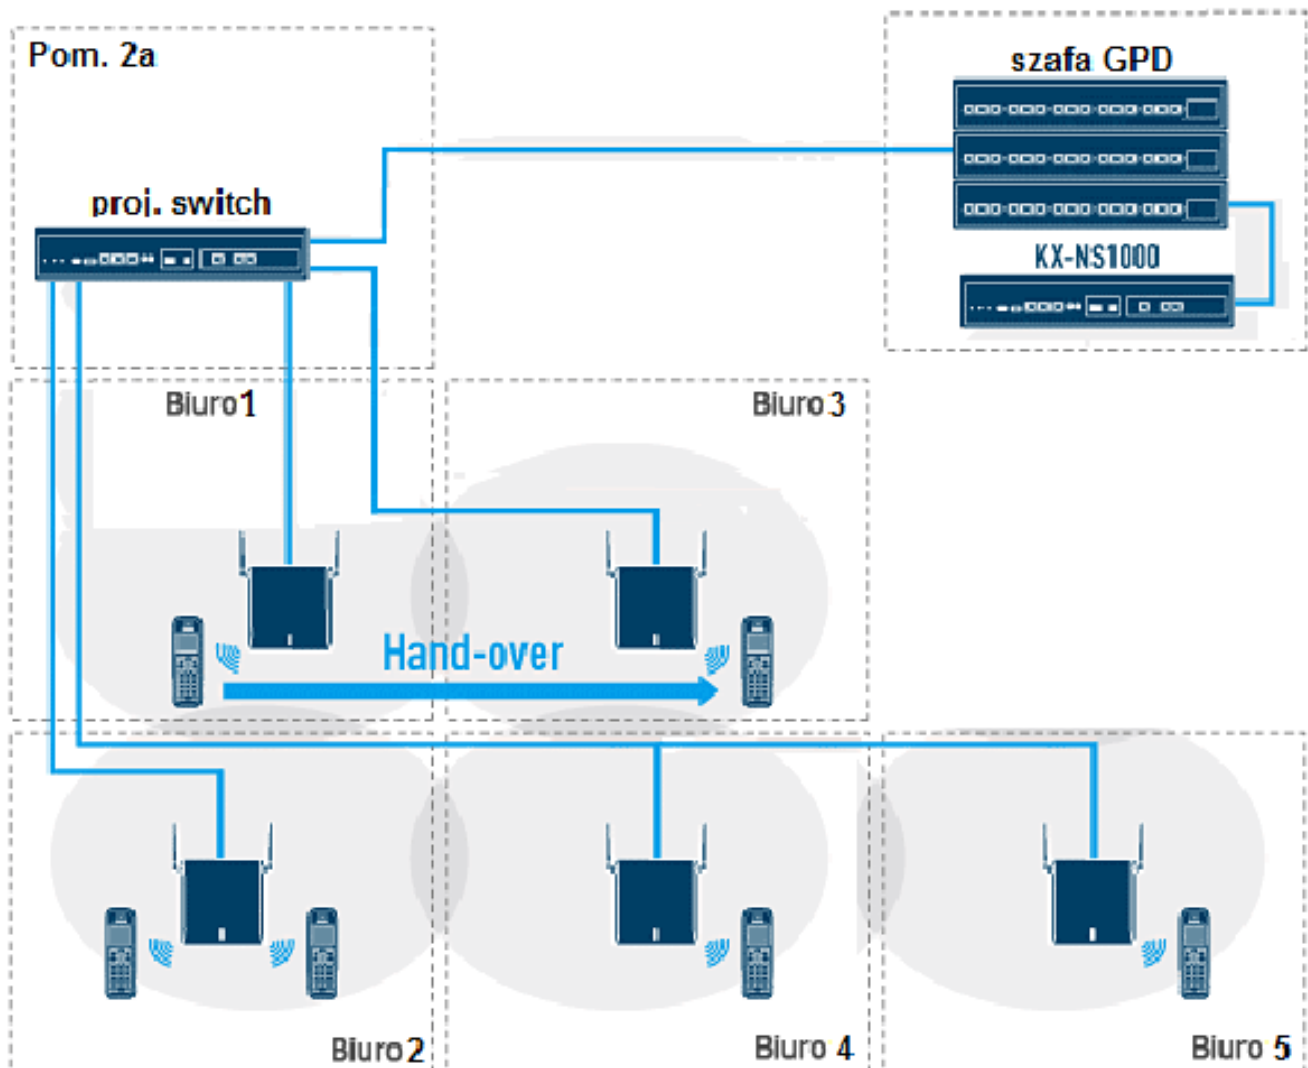 Pom. 2a
szafa GPD
proj. switch
KX-NS1000
Biuro 1
Biuro 3
Hand-over
Biuro 2
Biuro 4
Biuro 5